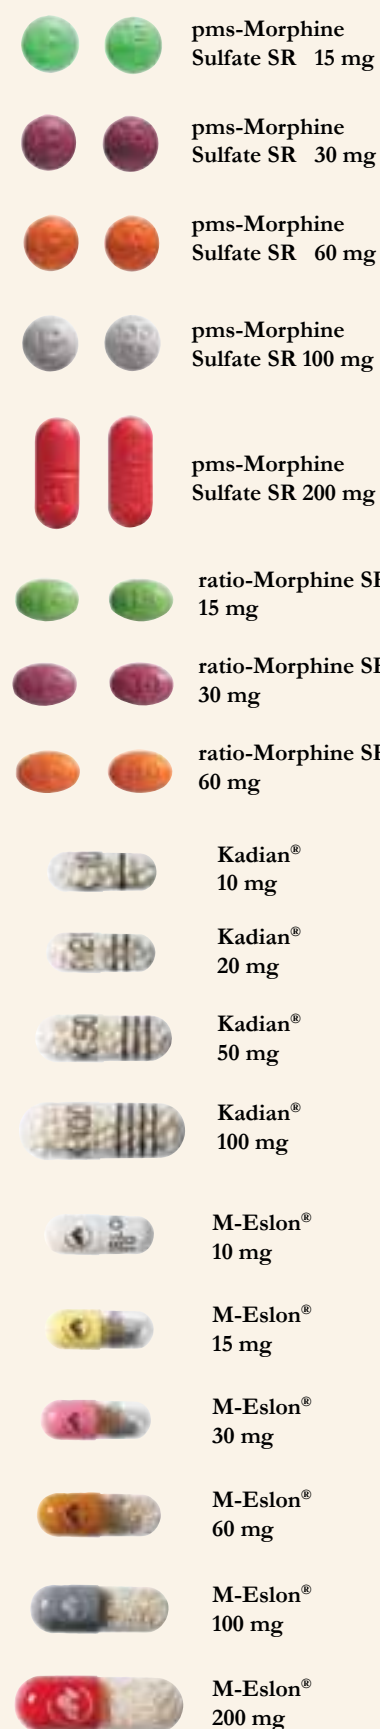 pms-Morphine
Sulfate SR 15 mg
pms-Morphine
Sulfate SR 30 mg
pms-Morphine
Sulfate SR 60 mg
pms-Morphine
Sulfate SR 100 mg
pms-Morphine
Sulfate SR 200 mg
ratio-Morphine
15 mg
ratio-Morphine
30 mg
ratio-Morphine
60 mg
Kadian®
10 mg
Kadian®
20 mg
Kadian®
50 mg
Kadian®
100 mg
M-Eslon®
10 mg
M-Eslon®
15 mg
M-Eslon®
30 mg
M-Eslon®
60 mg
M-Eslon®
100 mg
M-Eslon®
200 mg